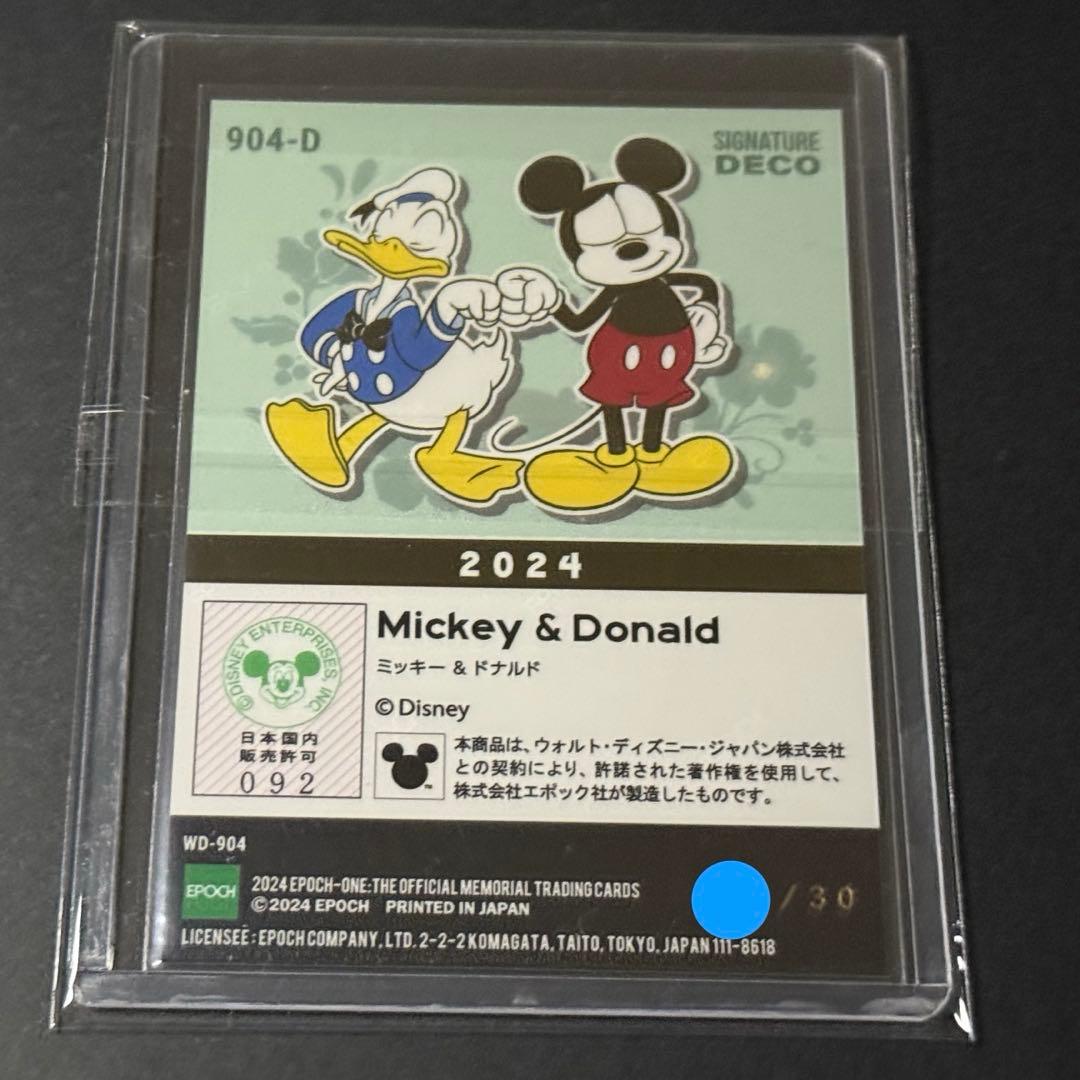 904-D
SIGNATURE
DECO
2024
©DISNEY ENTERPRISES, INC.
日本国内
販売許可
092
Mickey & Donald
ミッキー & ドナルド
© Disney
本商品は、ウォルト・ディズニー・ジャパン株式会社
との契約により、許諾された著作権を使用して、
株式会社エポック社が製造したものです。
TM
WD-904
EPOCH
2024 EPOCH-ONE:THE OFFICIAL MEMORIAL TRADING CARDS
©2024 EPOCH PRINTED IN JAPAN
/30
LICENSEE : EPOCH COMPANY, LTD. 2-2-2 KOMAGATA, TAITO, TOKYO, JAPAN 111-8618